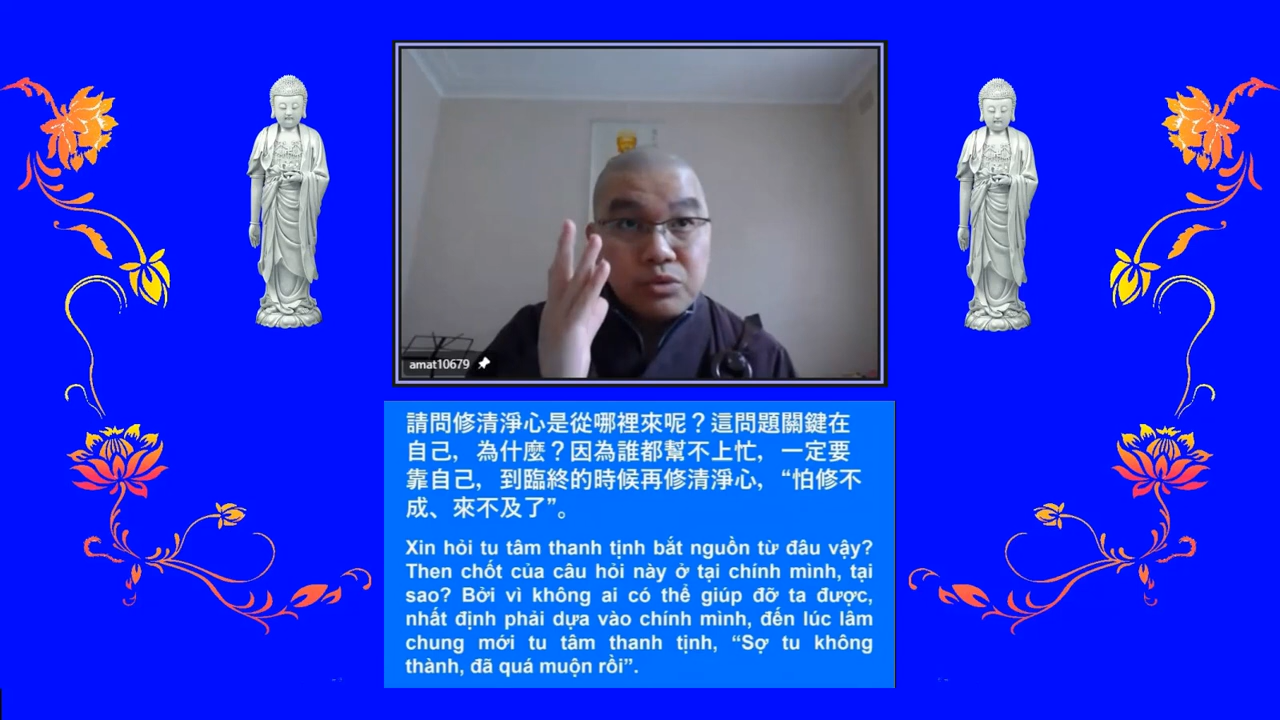 amat10679
請問修清淨心是從哪裡來呢？這問題關鍵在
自己，為什麼？因為誰都幫不上忙，一定要
靠自己，到臨終的時候再修清淨心，“怕修不
成、來不及了”。
Xin hỏi tu tâm thanh tịnh bắt nguồn từ đâu vậy?
Then chốt của câu hỏi này ở tại chính mình, tại
sao? Bởi vì không ai có thể giúp đỡ ta được,
nhất định phải dựa vào chính mình, đến lúc lâm
chung mới tu tâm thanh tịnh, “Sợ tu không
thành, đã quá muộn rồi”.